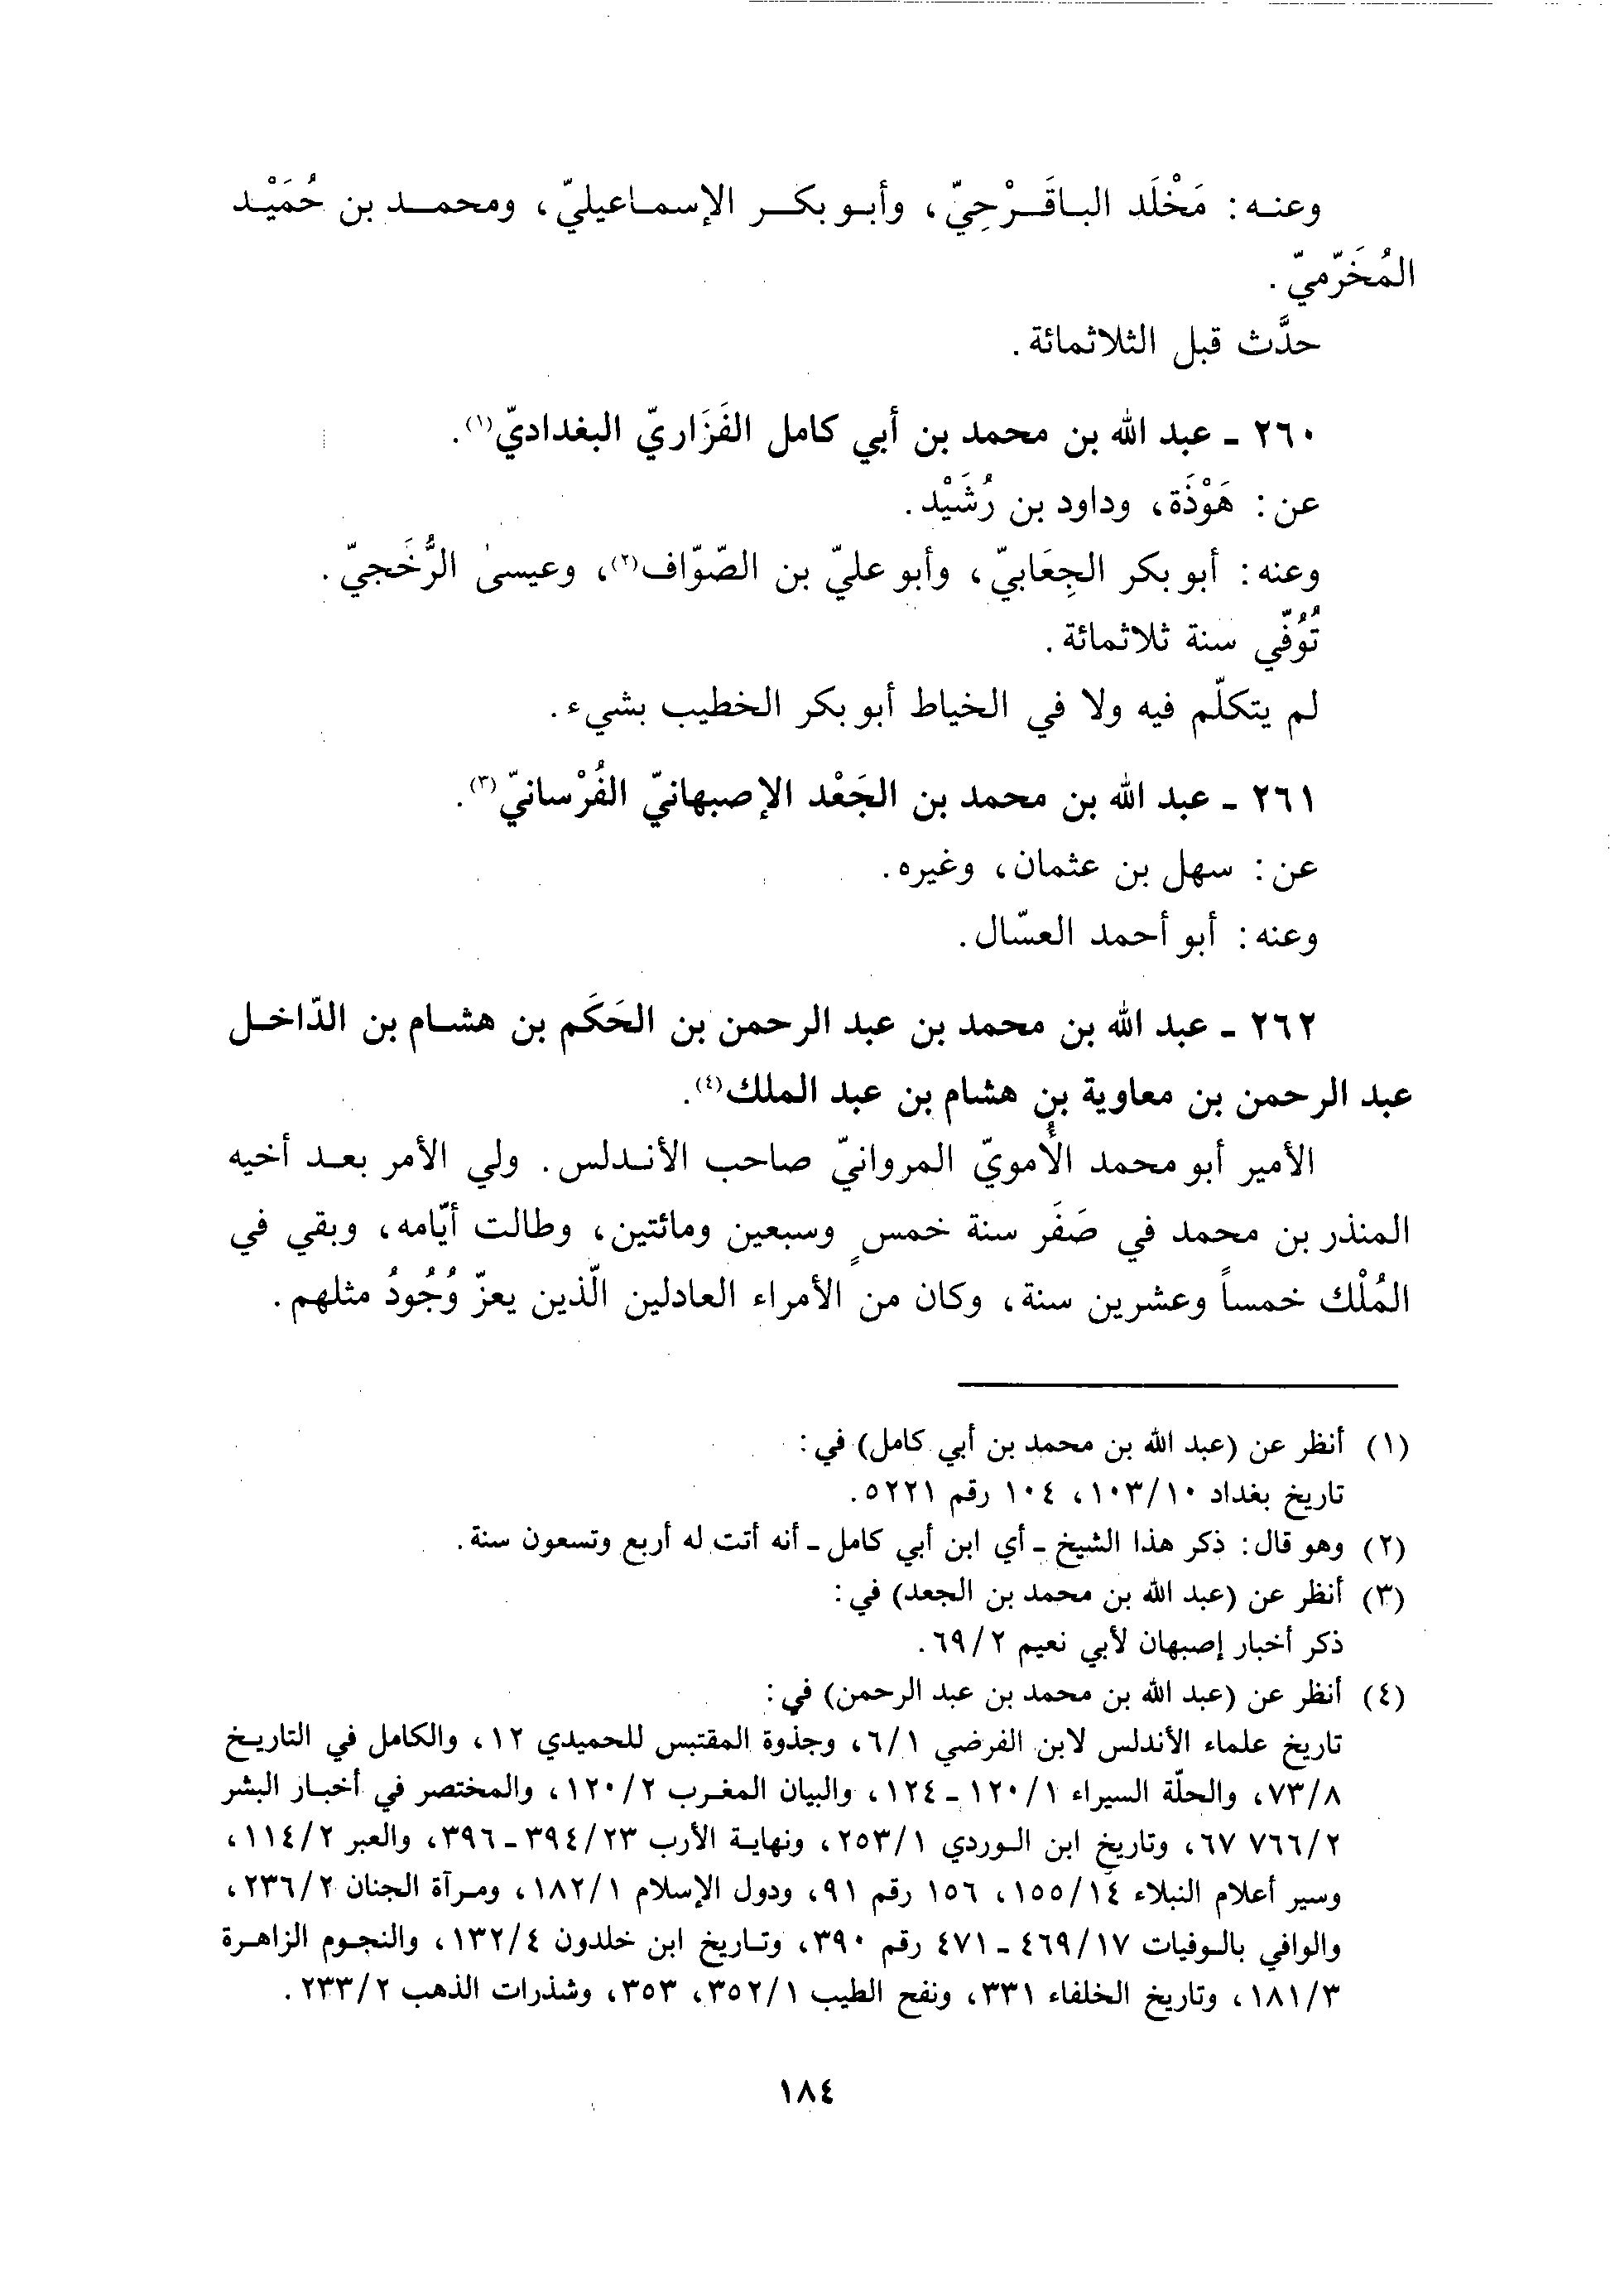 وعنه: مَخْلَد الباقَرْحِيّ، وأبو بكر الإسماعيليّ، ومحمد بن حُمَيْد
المُخَرّميّ.
حدَّث قبل الثلاثمائة.
٢٦٠ ـ عبد الله بن محمد بن أبي كامل الفَزَاريّ البغداديّ(١).
عن: هَوْذَة، وداود بن رُشَيْد.
وعنه: أبو بكر الجِعَابيّ، وأبو عليّ بن الصّوّاف(٢)، وعيسىٰ الرُّخَجيّ.
تُوُفّي سنة ثلاثمائة.
لم يتكلّم فيه ولا في الخياط أبو بكر الخطيب بشيء.
٢٦١ ـ عبد الله بن محمد بن الجَعْد الإصبهانيّ الفُرْسانيّ(٣).
عن: سهل بن عثمان، وغيره.
وعنه: أبو أحمد العسّال.
٢٦٢ ـ عبد الله بن محمد بن عبد الرحمن بن الحَكَم بن هشام بن الدّاخل
عبد الرحمن بن معاوية بن هشام بن عبد الملك(٤).
الأمير أبو محمد الأُمويّ المروانيّ صاحب الأندلس. ولي الأمر بعد أخيه
المنذر بن محمد في صَفَر سنة خمسٍ وسبعين ومائتين، وطالت أيّامه، وبقي في
المُلْك خمساً وعشرين سنة، وكان من الأمراء العادلين الّذين يعزّ وُجُودُ مثلهم.
(١) أنظر عن (عبد الله بن محمد بن أبي كامل) في:
تاريخ بغداد ١٠٣/١٠، ١٠٤ رقم ٥٢٢١.
(٢) وهو قال: ذكر هذا الشيخ ـ أي ابن أبي كامل ـ أنه أتت له أربع وتسعون سنة.
(٣) أنظر عن (عبد الله بن محمد بن الجعد) في:
ذكر أخبار إصبهان لأبي نعيم ٦٩/٢.
(٤) أنظر عن (عبد الله بن محمد بن عبد الرحمن) في:
تاريخ علماء الأندلس لابن الفرضي ٦/١، وجذوة المقتبس للحميدي ١٢، والكامل في التاريخ
٧٣/٨، والحلّة السيراء ١٢٠/١ ـ ١٢٤، والبيان المغرب ١٢٠/٢، والمختصر في أخبار البشر
٧٦٦/٢ ٦٧، وتاريخ ابن الوردي ٢٥٣/١، ونهاية الأرب ٣٩٤/٢٣ ـ ٣٩٦، والعبر ١١٤/٢،
وسير أعلام النبلاء ١٥٥/١٤، ١٥٦ رقم ٩١، ودول الإسلام ١٨٢/١، ومرآة الجنان ٢٣٦/٢،
والوافي بالوفيات ٤٦٩/١٧ ـ ٤٧١ رقم ٣٩٠، وتاريخ ابن خلدون ١٣٢/٤، والنجوم الزاهرة
١٨١/٣، وتاريخ الخلفاء ٣٣١، ونفح الطيب ٣٥٢/١، ٣٥٣، وشذرات الذهب ٢٣٣/٢.
١٨٤